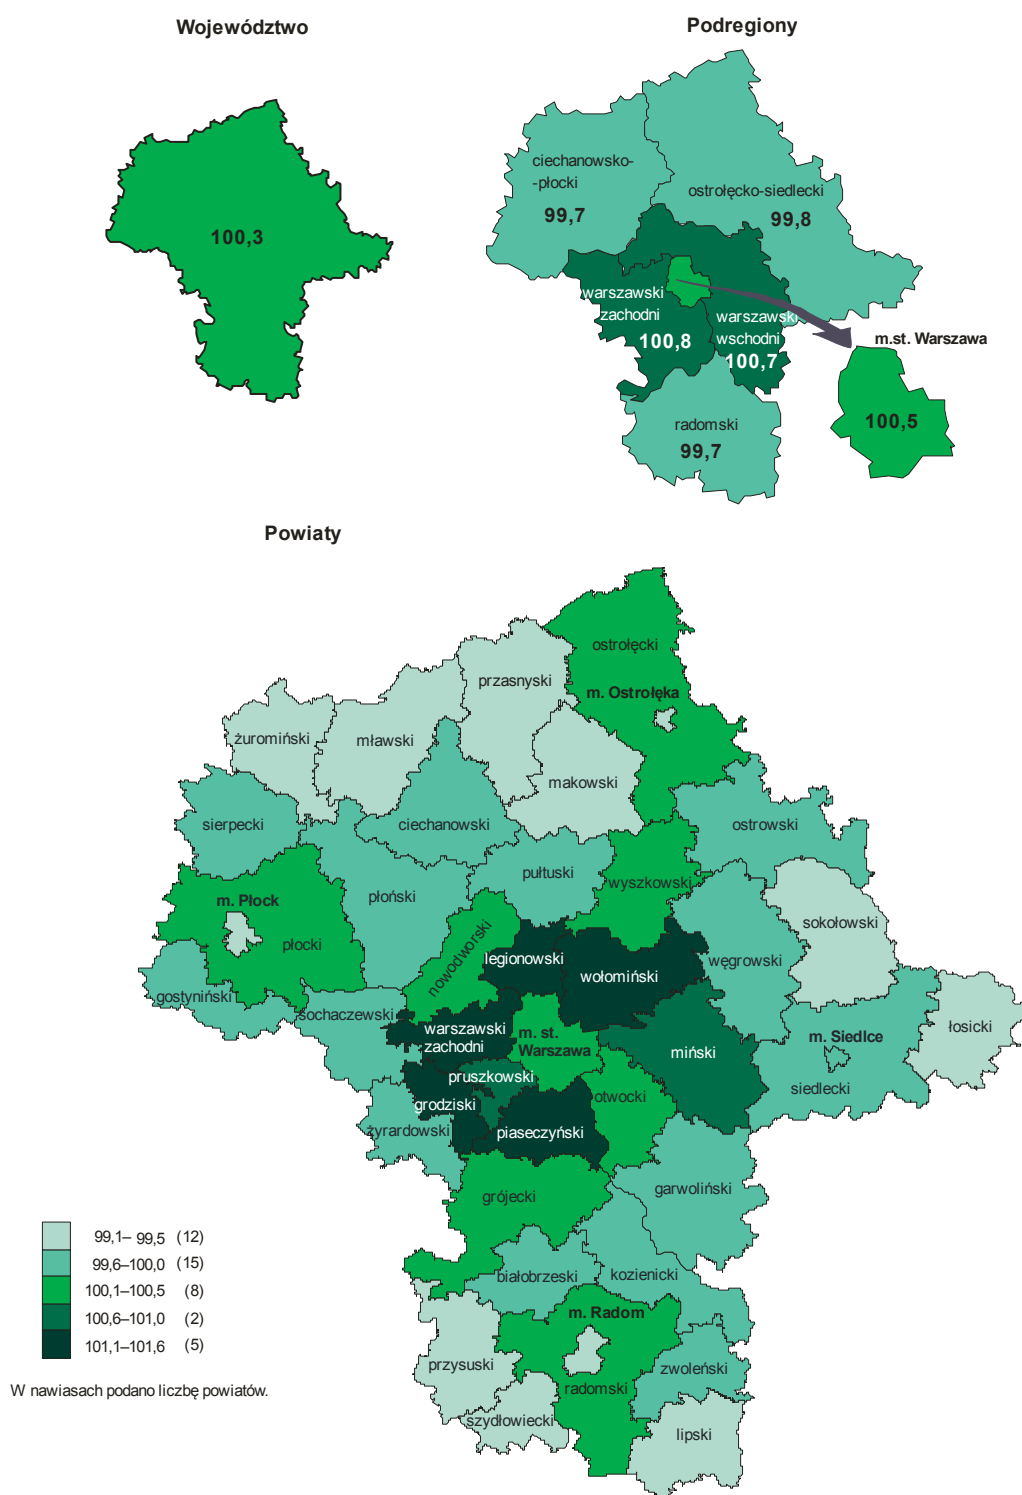 Województwo
Podregiony
100,3
ciechanowsko-
-płocki
99,7
ostrołęcko-siedlecki
99,8
warszawski
zachodni
100,8
warszawski
wschodni
100,7
m.st. Warszawa
100,5
radomski
99,7
Powiaty
ostrołęcki
przasnyski
m. Ostrołęka
żuromiński
mławski
makowski
sierpecki
ciechanowski
ostrowski
pułtuski
wyszkowski
płoński
m. Płock
płocki
sokołowski
nowodworski
legionowski
wołomiński
węgrowski
gostyniński
sochaczewski
łosicki
warszawski
zachodni
m. st.
Warszawa
miński
m. Siedlce
siedlecki
pruszkowski
grodziski
otwocki
żyrardowski
piaseczyński
garwoliński
grójecki
białobrzeski
kozienicki
m. Radom
przysuski
zwoleński
radomski
szydłowiecki
lipski
99,1– 99,5 (12)
99,6–100,0 (15)
100,1–100,5 (8)
100,6–101,0 (2)
101,1–101,6 (5)
W nawiasach podano liczbę powiatów.